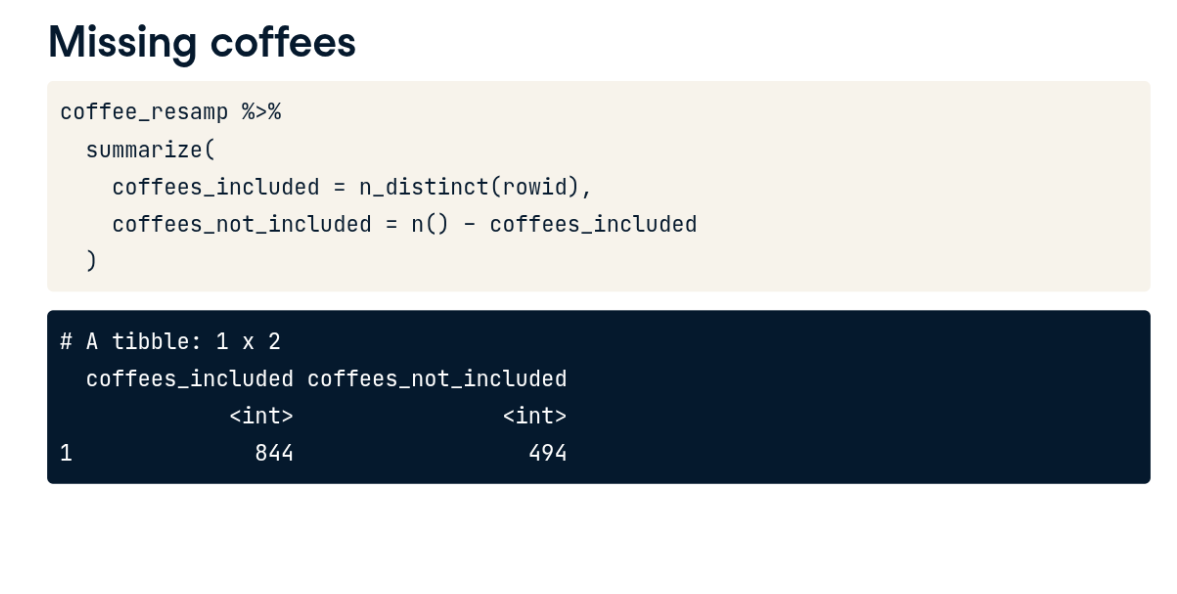 Missing coffees
coffee_resamp %>%
  summarize(
    coffees_included = n_distinct(rowid),
    coffees_not_included = n() - coffees_included
  )
# A tibble: 1 x 2
  coffees_included coffees_not_included
             <int>                <int>
1              844                  494